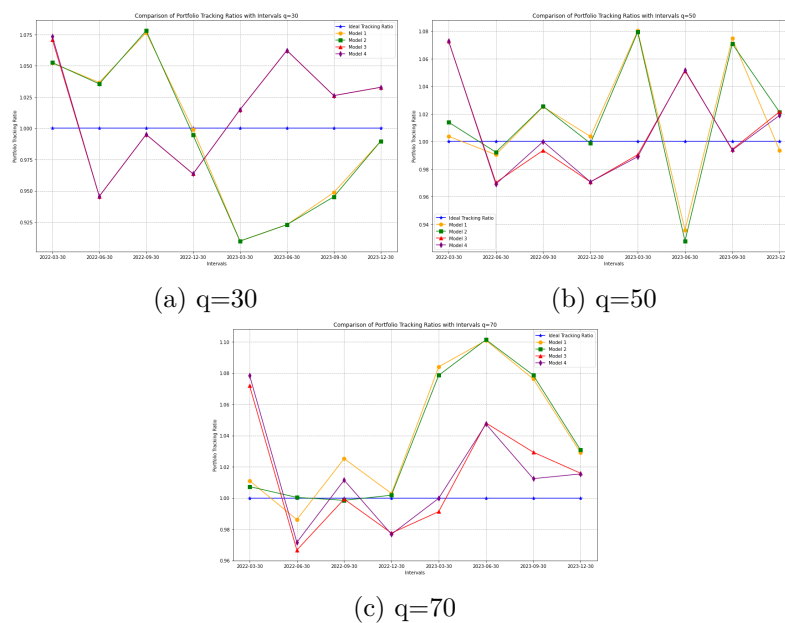 Comparison of Portfolio Tracking Ratios with Intervals q=30
Portfolio Tracking Ratio
1.075
1.050
1.025
1.000
0.975
0.950
0.925
Ideal Tracking Ratio
Model 1
Model 2
Model 3
Model 4
2022-03-30 2022-06-30 2022-09-30 2022-12-30 2023-03-30 2023-06-30 2023-09-30 2023-12-30
Intervals
(a) q=30
Comparison of Portfolio Tracking Ratios with Intervals q=50
Portfolio Tracking Ratio
1.08
1.06
1.04
1.02
1.00
0.98
0.96
0.94
Ideal Tracking Ratio
Model 1
Model 2
Model 3
Model 4
2022-03-30 2022-06-30 2022-09-30 2022-12-30 2023-03-30 2023-06-30 2023-09-30 2023-12
Intervals
(b) q=50
Comparison of Portfolio Tracking Ratios with Intervals q=70
Portfolio Tracking Ratio
1.10
1.08
1.06
1.04
1.02
1.00
0.98
0.96
Ideal Tracking Ratio
Model 1
Model 2
Model 3
Model 4
2022-03-30 2022-06-30 2022-09-30 2022-12-30 2023-03-30 2023-06-30 2023-09-30 2023-12-30
Intervals
(c) q=70